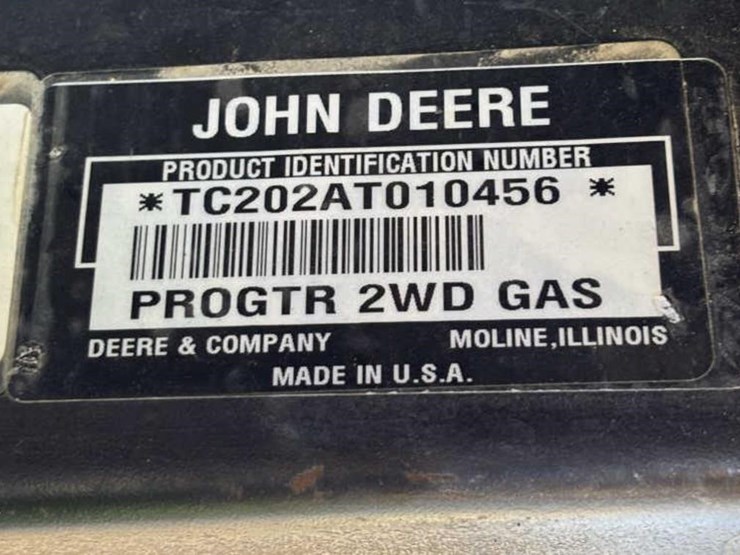 JOHN DEERE
PRODUCT IDENTIFICATION NUMBER
*TC202AT010456 *
PROGTR 2WD GAS
DEERE & COMPANY MOLINE,ILLINOIS
MADE IN U.S.A.